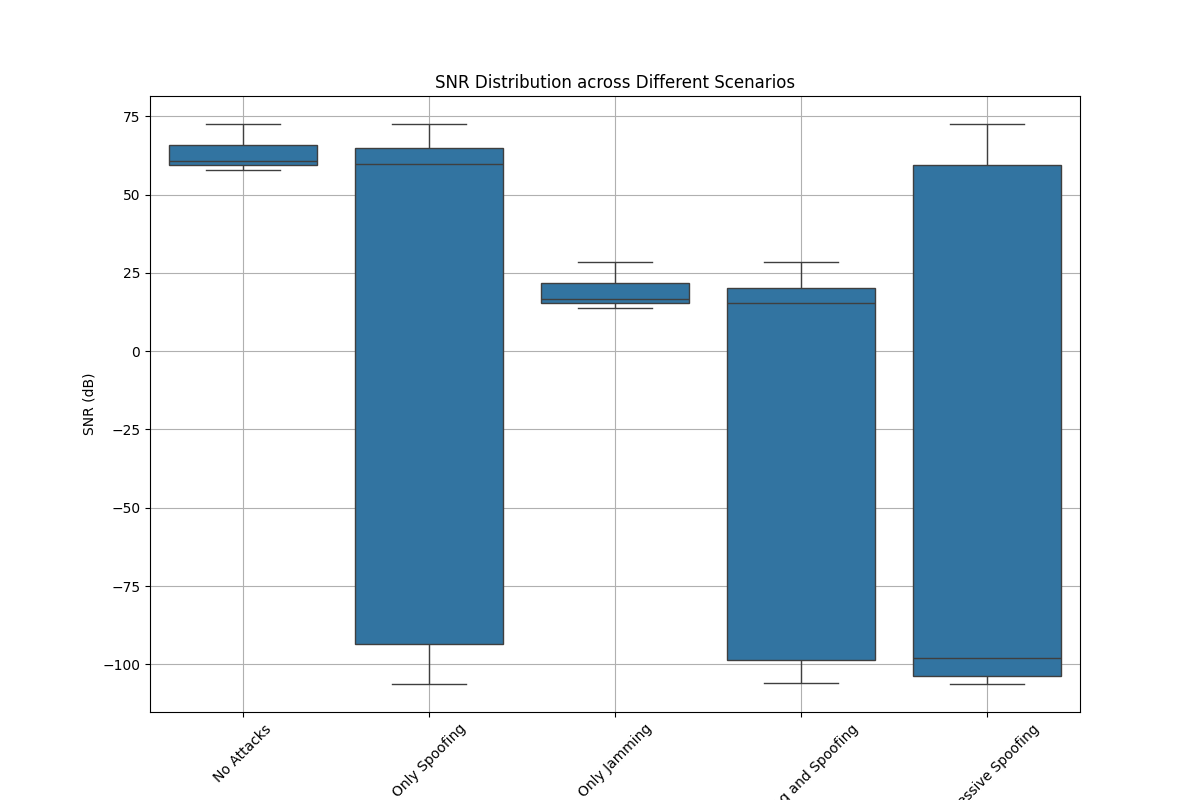 SNR Distribution across Different Scenarios
75
50
25
0
−25
−50
−75
−100
SNR (dB)
No Attacks
Only Spoofing
Only Jamming
and Spoofing
Spoofing